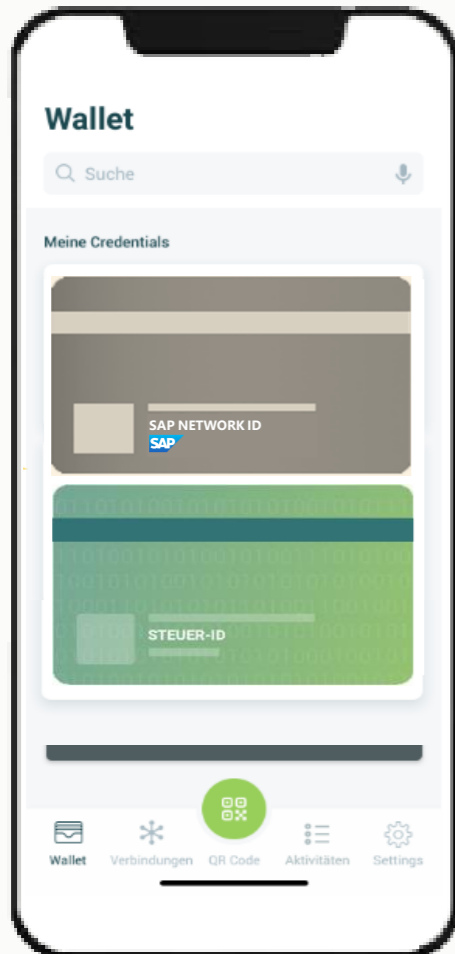 Wallet
Suche
Meine Credentials
SAP NETWORK ID
SAP
STEUER-ID
Wallet Verbindungen QR Code Aktivitäten Settings